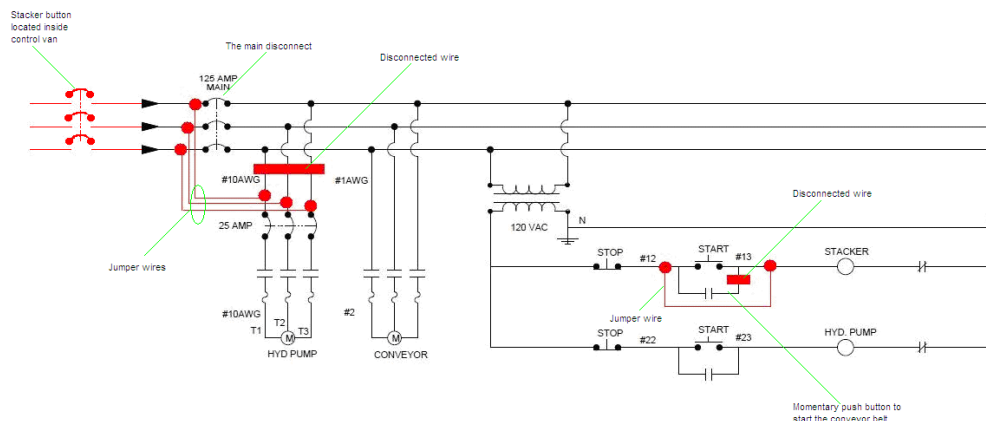 Stacker button
located inside
control van
The main disconnect
Disconnected wire
125 AMP
MAIN
#10AWG
#1AWG
Disconnected wire
N
25 AMP
120 VAC
STOP
#12
START
#13
STACKER
Jumper wires
#10AWG
T1
T2
T3
#2
M
M
HYD PUMP
CONVEYOR
Jumper wire
STOP
#22
START
#23
HYD. PUMP
Momentary push button to
start the conveyor belt